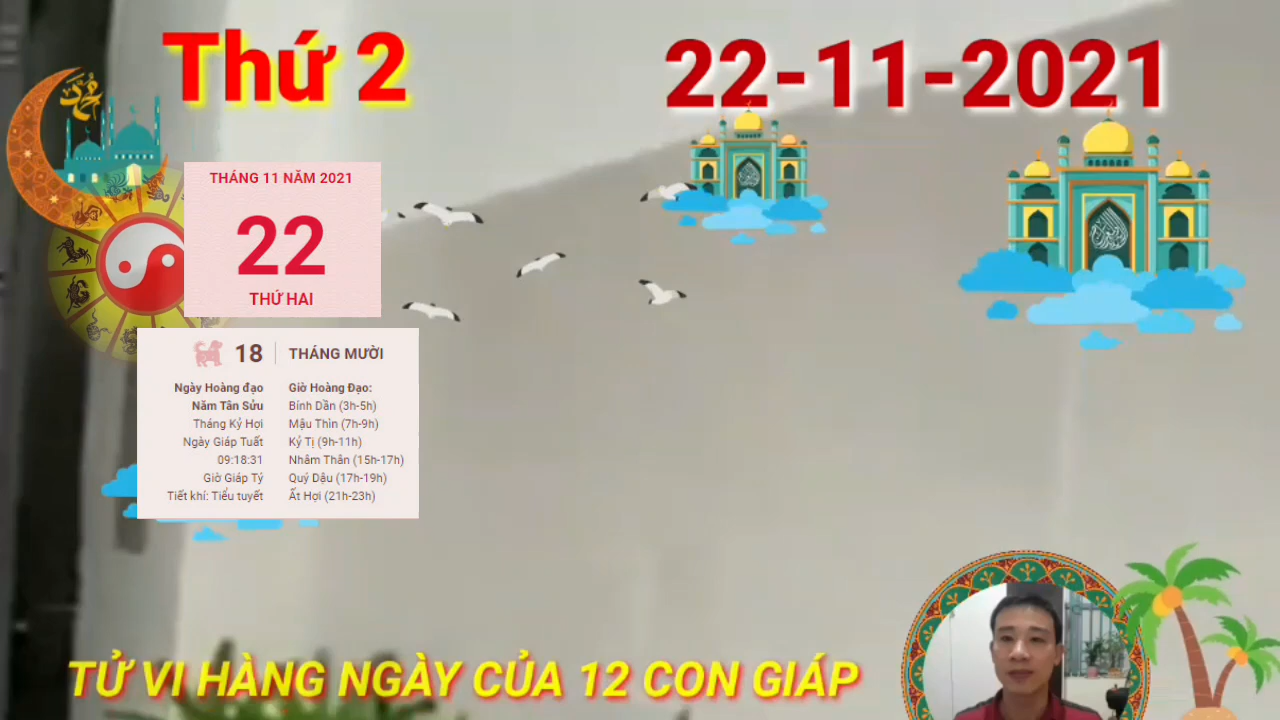 Thứ 2
22-11-2021
THÁNG 11 NĂM 2021
22
THỨ HAI
18 THÁNG MƯỜI
Ngày Hoàng đạo
Năm Tân Sửu
Tháng Kỷ Hợi
Ngày Giáp Tuất
09:18:31
Giờ Giáp Tý
Tiết khí: Tiểu tuyết
Giờ Hoàng Đạo:
Bính Dần (3h-5h)
Mậu Thìn (7h-9h)
Kỷ Tị (9h-11h)
Nhâm Thân (15h-17h)
Quý Dậu (17h-19h)
Ất Hợi (21h-23h)
TỬ VI HÀNG NGÀY CỦA 12 CON GIÁP